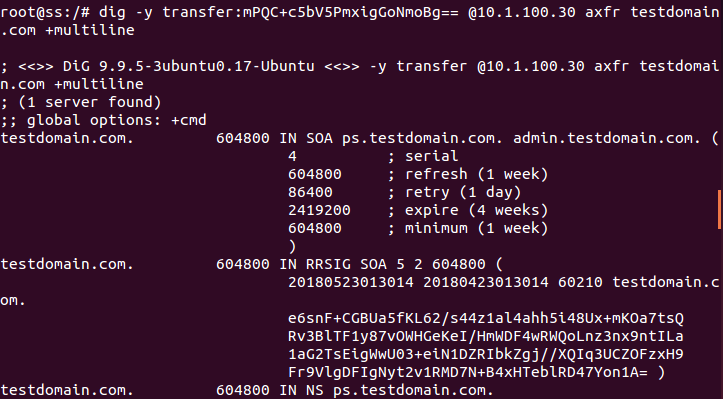 root@ss:/# dig -y transfer:mPQC+c5bV5PmxigGoNmoBg== @10.1.100.30 axfr testdomain
.com +multiline

; <<>> DiG 9.9.5-3ubuntu0.17-Ubuntu <<>> -y transfer @10.1.100.30 axfr testdomai
n.com +multiline
; (1 server found)
;; global options: +cmd
testdomain.com.         604800 IN SOA ps.testdomain.com. admin.testdomain.com. (
                                4          ; serial
                                604800     ; refresh (1 week)
                                86400      ; retry (1 day)
                                2419200    ; expire (4 weeks)
                                604800     ; minimum (1 week)
                                )
testdomain.com.         604800 IN RRSIG SOA 5 2 604800 (
                                20180523013014 20180423013014 60210 testdomain.c
om.
                                e6snF+CGBUa5fKL62/s44z1al4ahh5i48Ux+mKOa7tsQ
                                Rv3BlTF1y87vOWHGeKeI/HmWDF4wRWQoLnz3nx9ntILa
                                1aG2TsEigWwU03+eiN1DZRIbkZgj//XQIq3UCZOFzxH9
                                Fr9VlgDFIgNyt2v1RMD7N+B4xHTeblRD47Yon1A= )
testdomain.com.         604800 IN NS ps.testdomain.com.